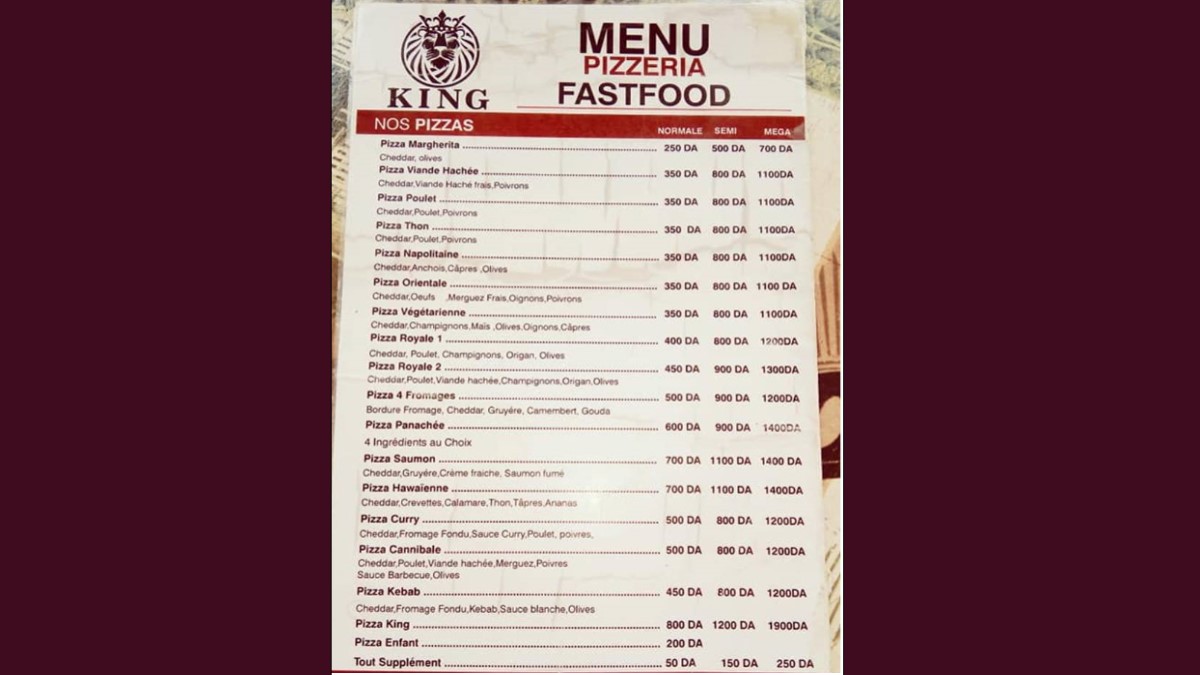 KING
MENU
PIZZERIA
FASTFOOD
NOS PIZZAS NORMALE SEMI MEGA
Pizza Margherita 250 DA 500 DA 700 DA
Cheddar, olives
Pizza Viande Hachée 350 DA 800 DA 1100DA
Cheddar,Viande Haché frais,Poivrons
Pizza Poulet 350 DA 800 DA 1100DA
Cheddar,Poulet,Poivrons
Pizza Thon 350 DA 800 DA 1100DA
Cheddar,Poulet,Poivrons
Pizza Napolitaine 350 DA 800 DA 1100DA
Cheddar,Anchois,Câpres ,Olives
Pizza Orientale 350 DA 800 DA 1100 DA
Cheddar,Oeufs ,Merguez Frais,Oignons,Poivrons
Pizza Végétarienne 350 DA 800 DA 1100DA
Cheddar,Champignons,Maïs ,Olives,Oignons,Câpres
Pizza Royale 1 400 DA 800 DA 1200DA
Cheddar, Poulet, Champignons, Origan, Olives
Pizza Royale 2 450 DA 900 DA 1300DA
Cheddar,Poulet,Viande hachée,Champignons,Origan,Olives
Pizza 4 Fromages 500 DA 900 DA 1200DA
Bordure Fromage, Cheddar, Gruyére, Camembert, Gouda
Pizza Panachée 600 DA 900 DA 1400DA
4 Ingrédients au Choix
Pizza Saumon 700 DA 1100 DA 1400 DA
Cheddar,Gruyére,Crème fraiche, Saumon fumé
Pizza Hawaïenne 700 DA 1100 DA 1400DA
Cheddar,Crevettes,Calamare,Thon,Tâpres,Ananas
Pizza Curry 500 DA 800 DA 1200DA
Cheddar,Fromage Fondu,Sauce Curry,Poulet, poivres,
Pizza Cannibale 500 DA 800 DA 1200DA
Cheddar,Poulet,Viande hachée,Merguez,Poivres
Sauce Barbecue,Olives
Pizza Kebab 450 DA 800 DA 1200DA
Cheddar,Fromage Fondu,Kebab,Sauce blanche,Olives
Pizza King 800 DA 1200 DA 1900DA
Pizza Enfant 200 DA
Tout Supplément 50 DA 150 DA 250 DA